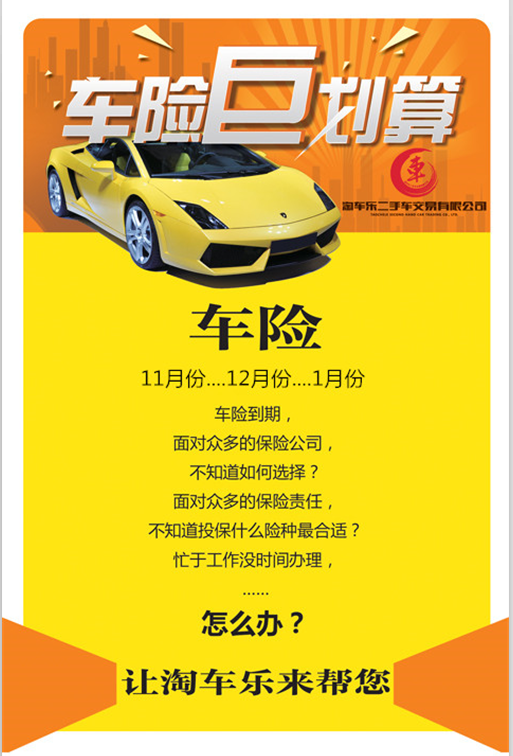 车险巨划算
淘车乐二手车交易有限公司
车险
11月份....12月份....1月份
车险到期，
面对众多的保险公司，
不知道如何选择？
面对众多的保险责任，
不知道投保什么险种最合适？
忙于工作没时间办理，
......
怎么办？
让淘车乐来帮您